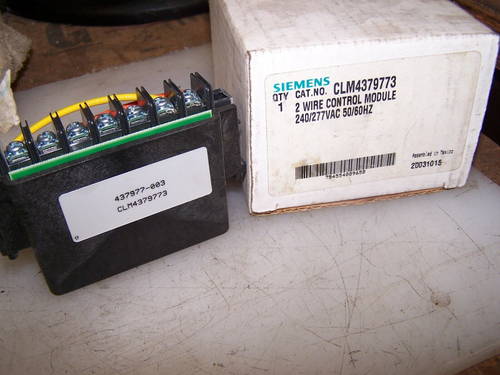 437977-003
CLM4379773
SIEMENS
QTY CAT.NO. CLM4379773
1 2 WIRE CONTROL MODULE
240/277VAC 50/60HZ
Assembled in Mexico
20031015